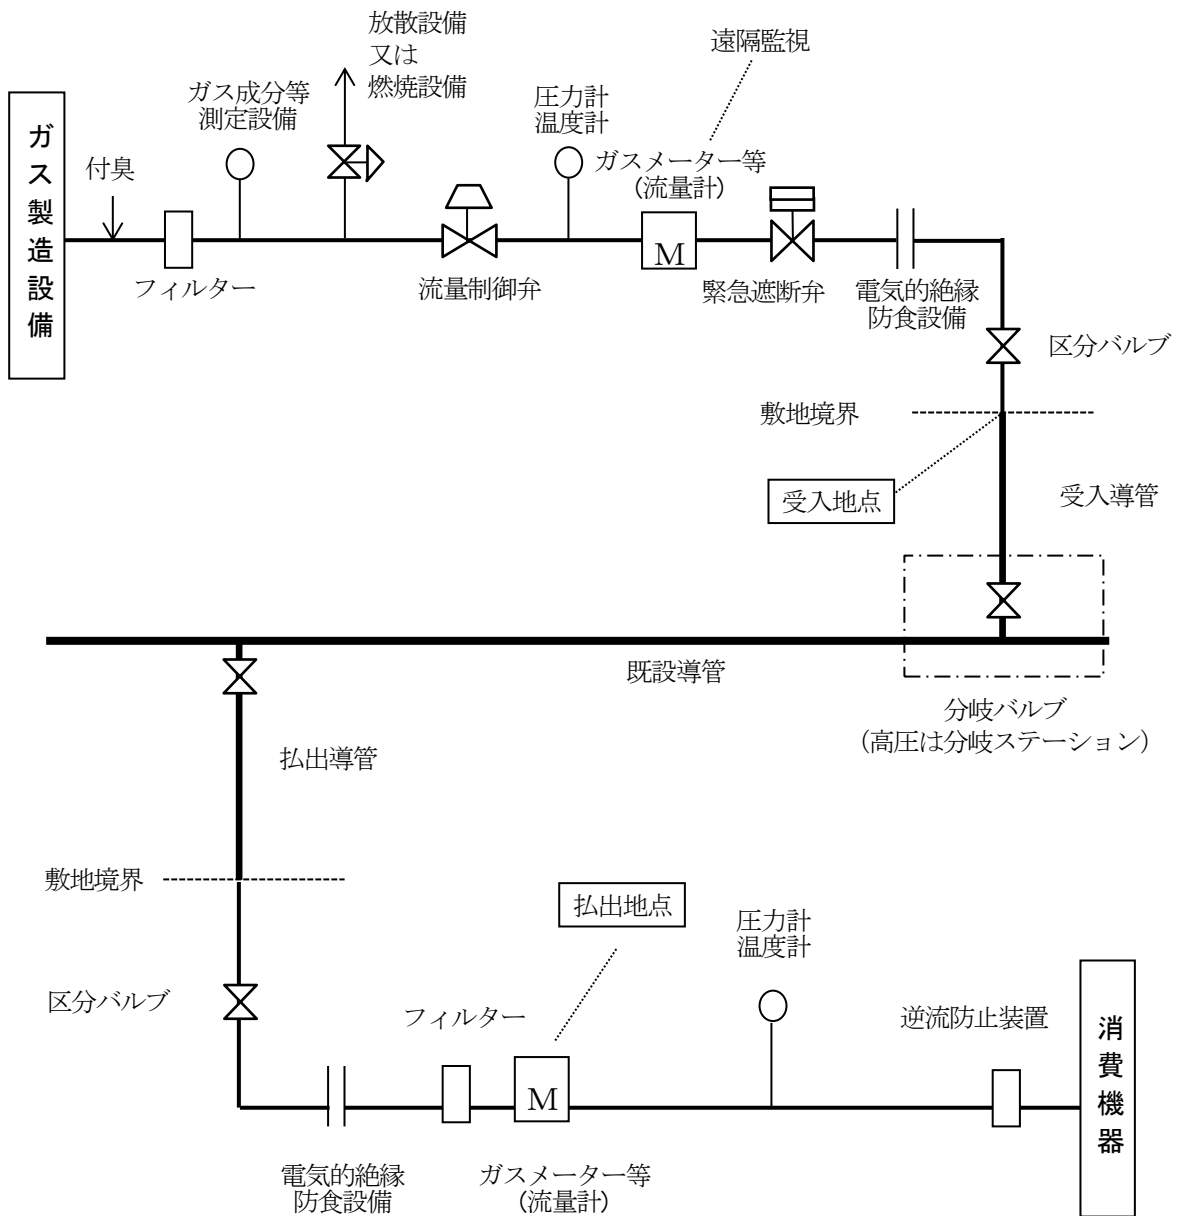 放散設備
又は
燃焼設備
遠隔監視
ガス成分等
測定設備
圧力計
温度計
ガス製造設備
付臭
ガスメーター等
(流量計)
M
フィルター
流量制御弁
緊急遮断弁
電気的絶縁
防食設備
区分バルブ
敷地境界
受入地点
受入導管
既設導管
分岐バルブ
(高圧は分岐ステーション)
払出導管
敷地境界
払出地点
圧力計
温度計
区分バルブ
フィルター
逆流防止装置
消費機器
M
電気的絶縁
防食設備
ガスメーター等
(流量計)